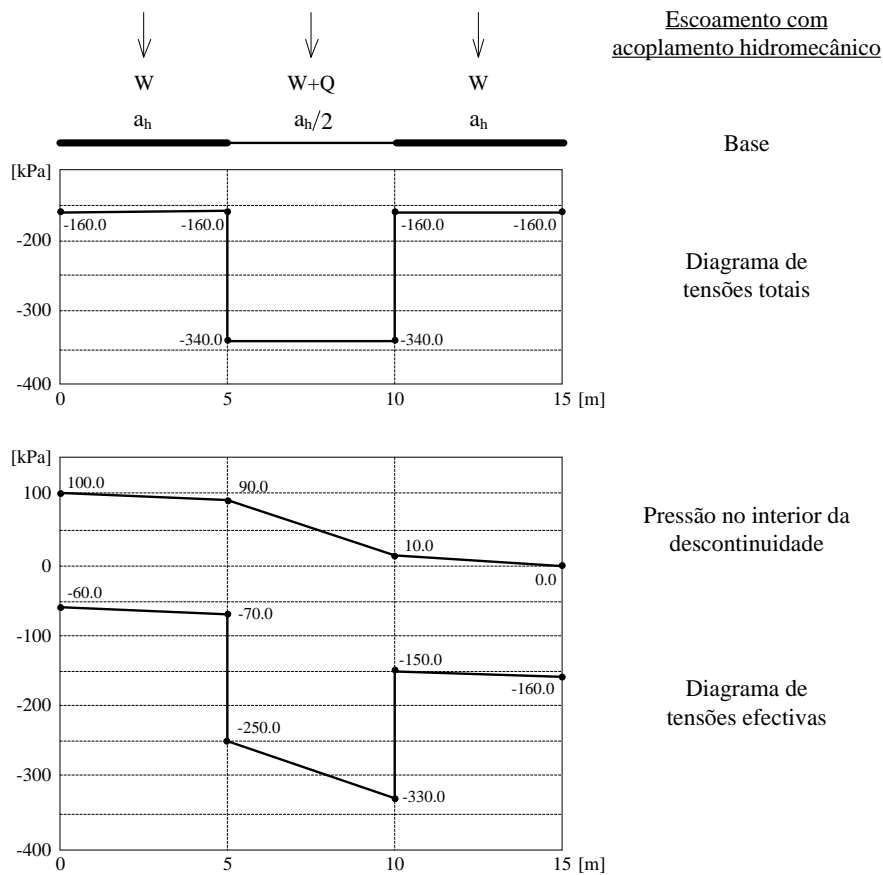 Escoamento com
acoplamento hidromecânico
W W+Q W
aₕ aₕ/2 aₕ
Base
[kPa]
-160.0 -160.0 -160.0 -160.0
-200
Diagrama de
tensões totais
-300
-340.0 -340.0
-400
0 5 10 15 [m]
[kPa]
100 100.0 90.0
Pressão no interior da
descontinuidade
10.0
0 0.0
-60.0
-70.0
-100
-150.0
-160.0
Diagrama de
tensões efectivas
-200
-250.0
-300
-330.0
-400
0 5 10 15 [m]